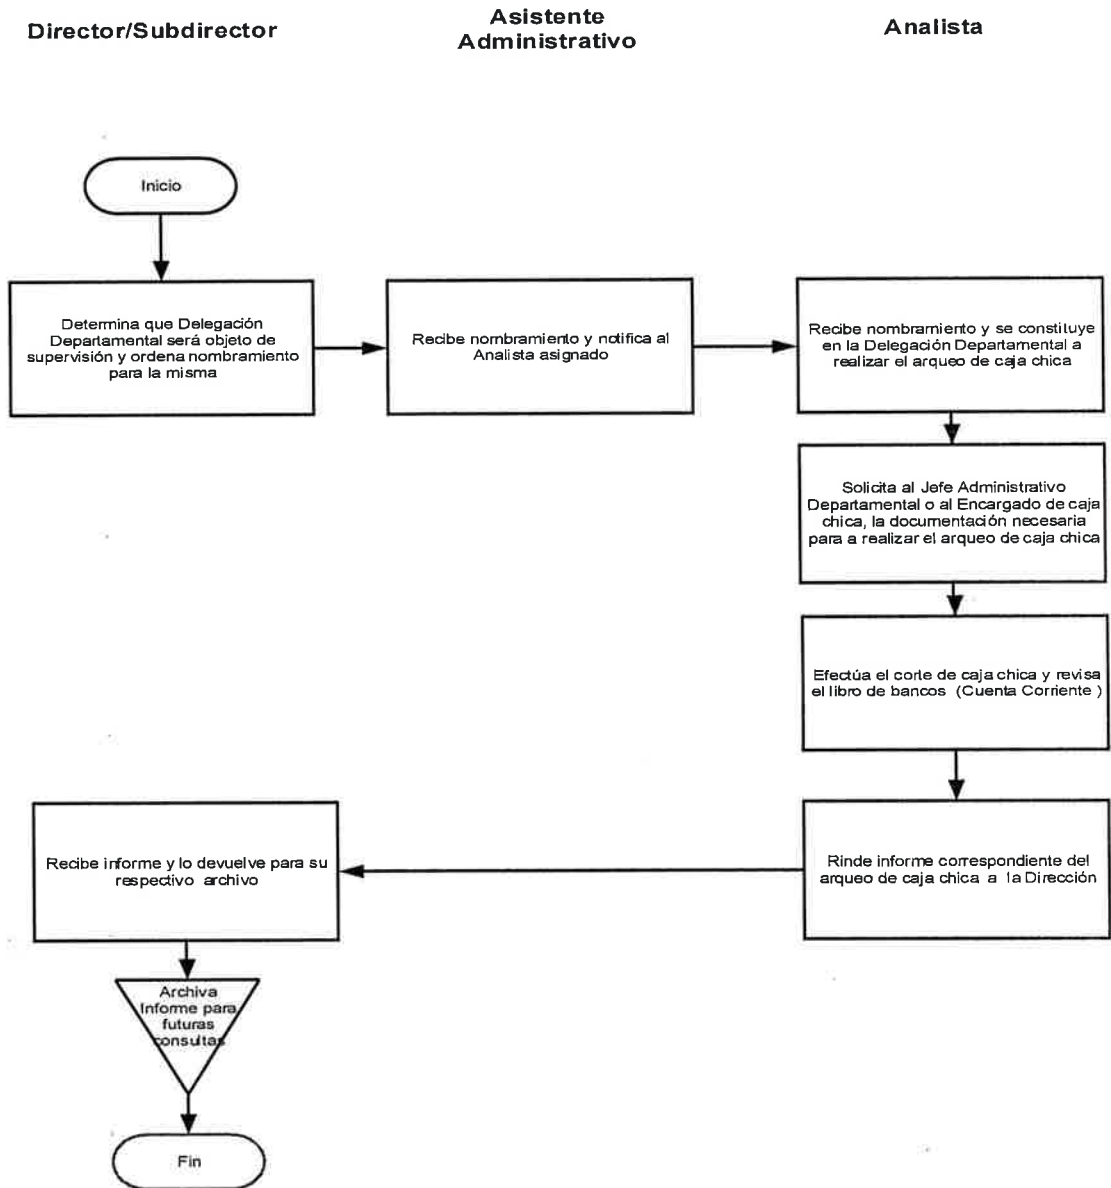 Director/Subdirector
Asistente
Administrativo
Analista
Inicio
Determina que Delegación
Departamental será objeto de
supervisión y ordena nombramiento
para la misma
Recibe nombramiento y notifica al
Analista asignado
Recibe nombramiento y se constituye
en la Delegación Departamental a
realizar el arqueo de caja chica
Solicita al Jefe Administrativo
Departamental o al Encargado de caja
chica, la documentación necesaria
para a realizar el arqueo de caja chica
Efectúa el corte de caja chica y revisa
el libro de bancos (Cuenta Corriente )
Rinde informe correspondiente del
arqueo de caja chica a la Dirección
Recibe informe y lo devuelve para su
respectivo archivo
Archiva
Informe para
futuras
consultas
Fin